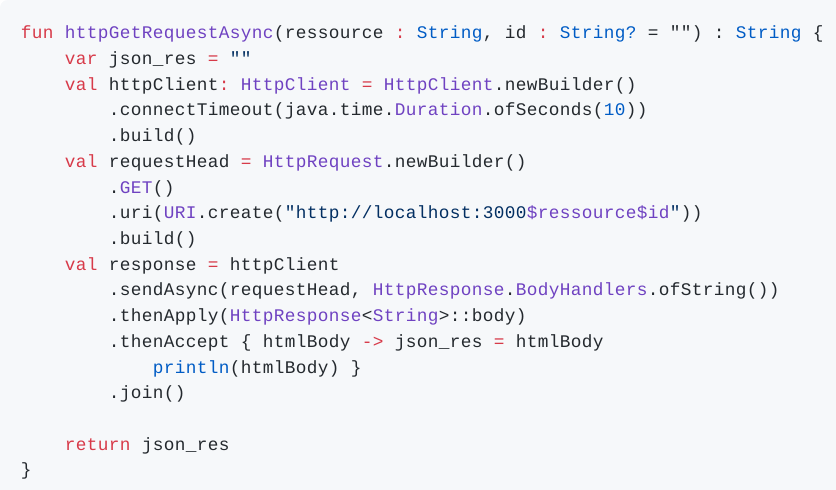 fun httpGetRequestAsync(ressource : String, id : String? = "") : String {
    var json_res = ""
    val httpClient: HttpClient = HttpClient.newBuilder()
        .connectTimeout(java.time.Duration.ofSeconds(10))
        .build()
    val requestHead = HttpRequest.newBuilder()
        .GET()
        .uri(URI.create("http://localhost:3000$ressource$id"))
        .build()
    val response = httpClient
        .sendAsync(requestHead, HttpResponse.BodyHandlers.ofString())
        .thenApply(HttpResponse<String>::body)
        .thenAccept { htmlBody -> json_res = htmlBody
            println(htmlBody) }
        .join()

    return json_res
}